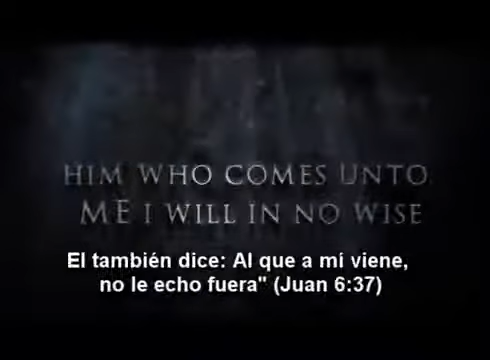 HIM WHO COMES UNTO
ME I WILL IN NO WISE
El también dice: Al que a mí viene,
no le echo fuera" (Juan 6:37)